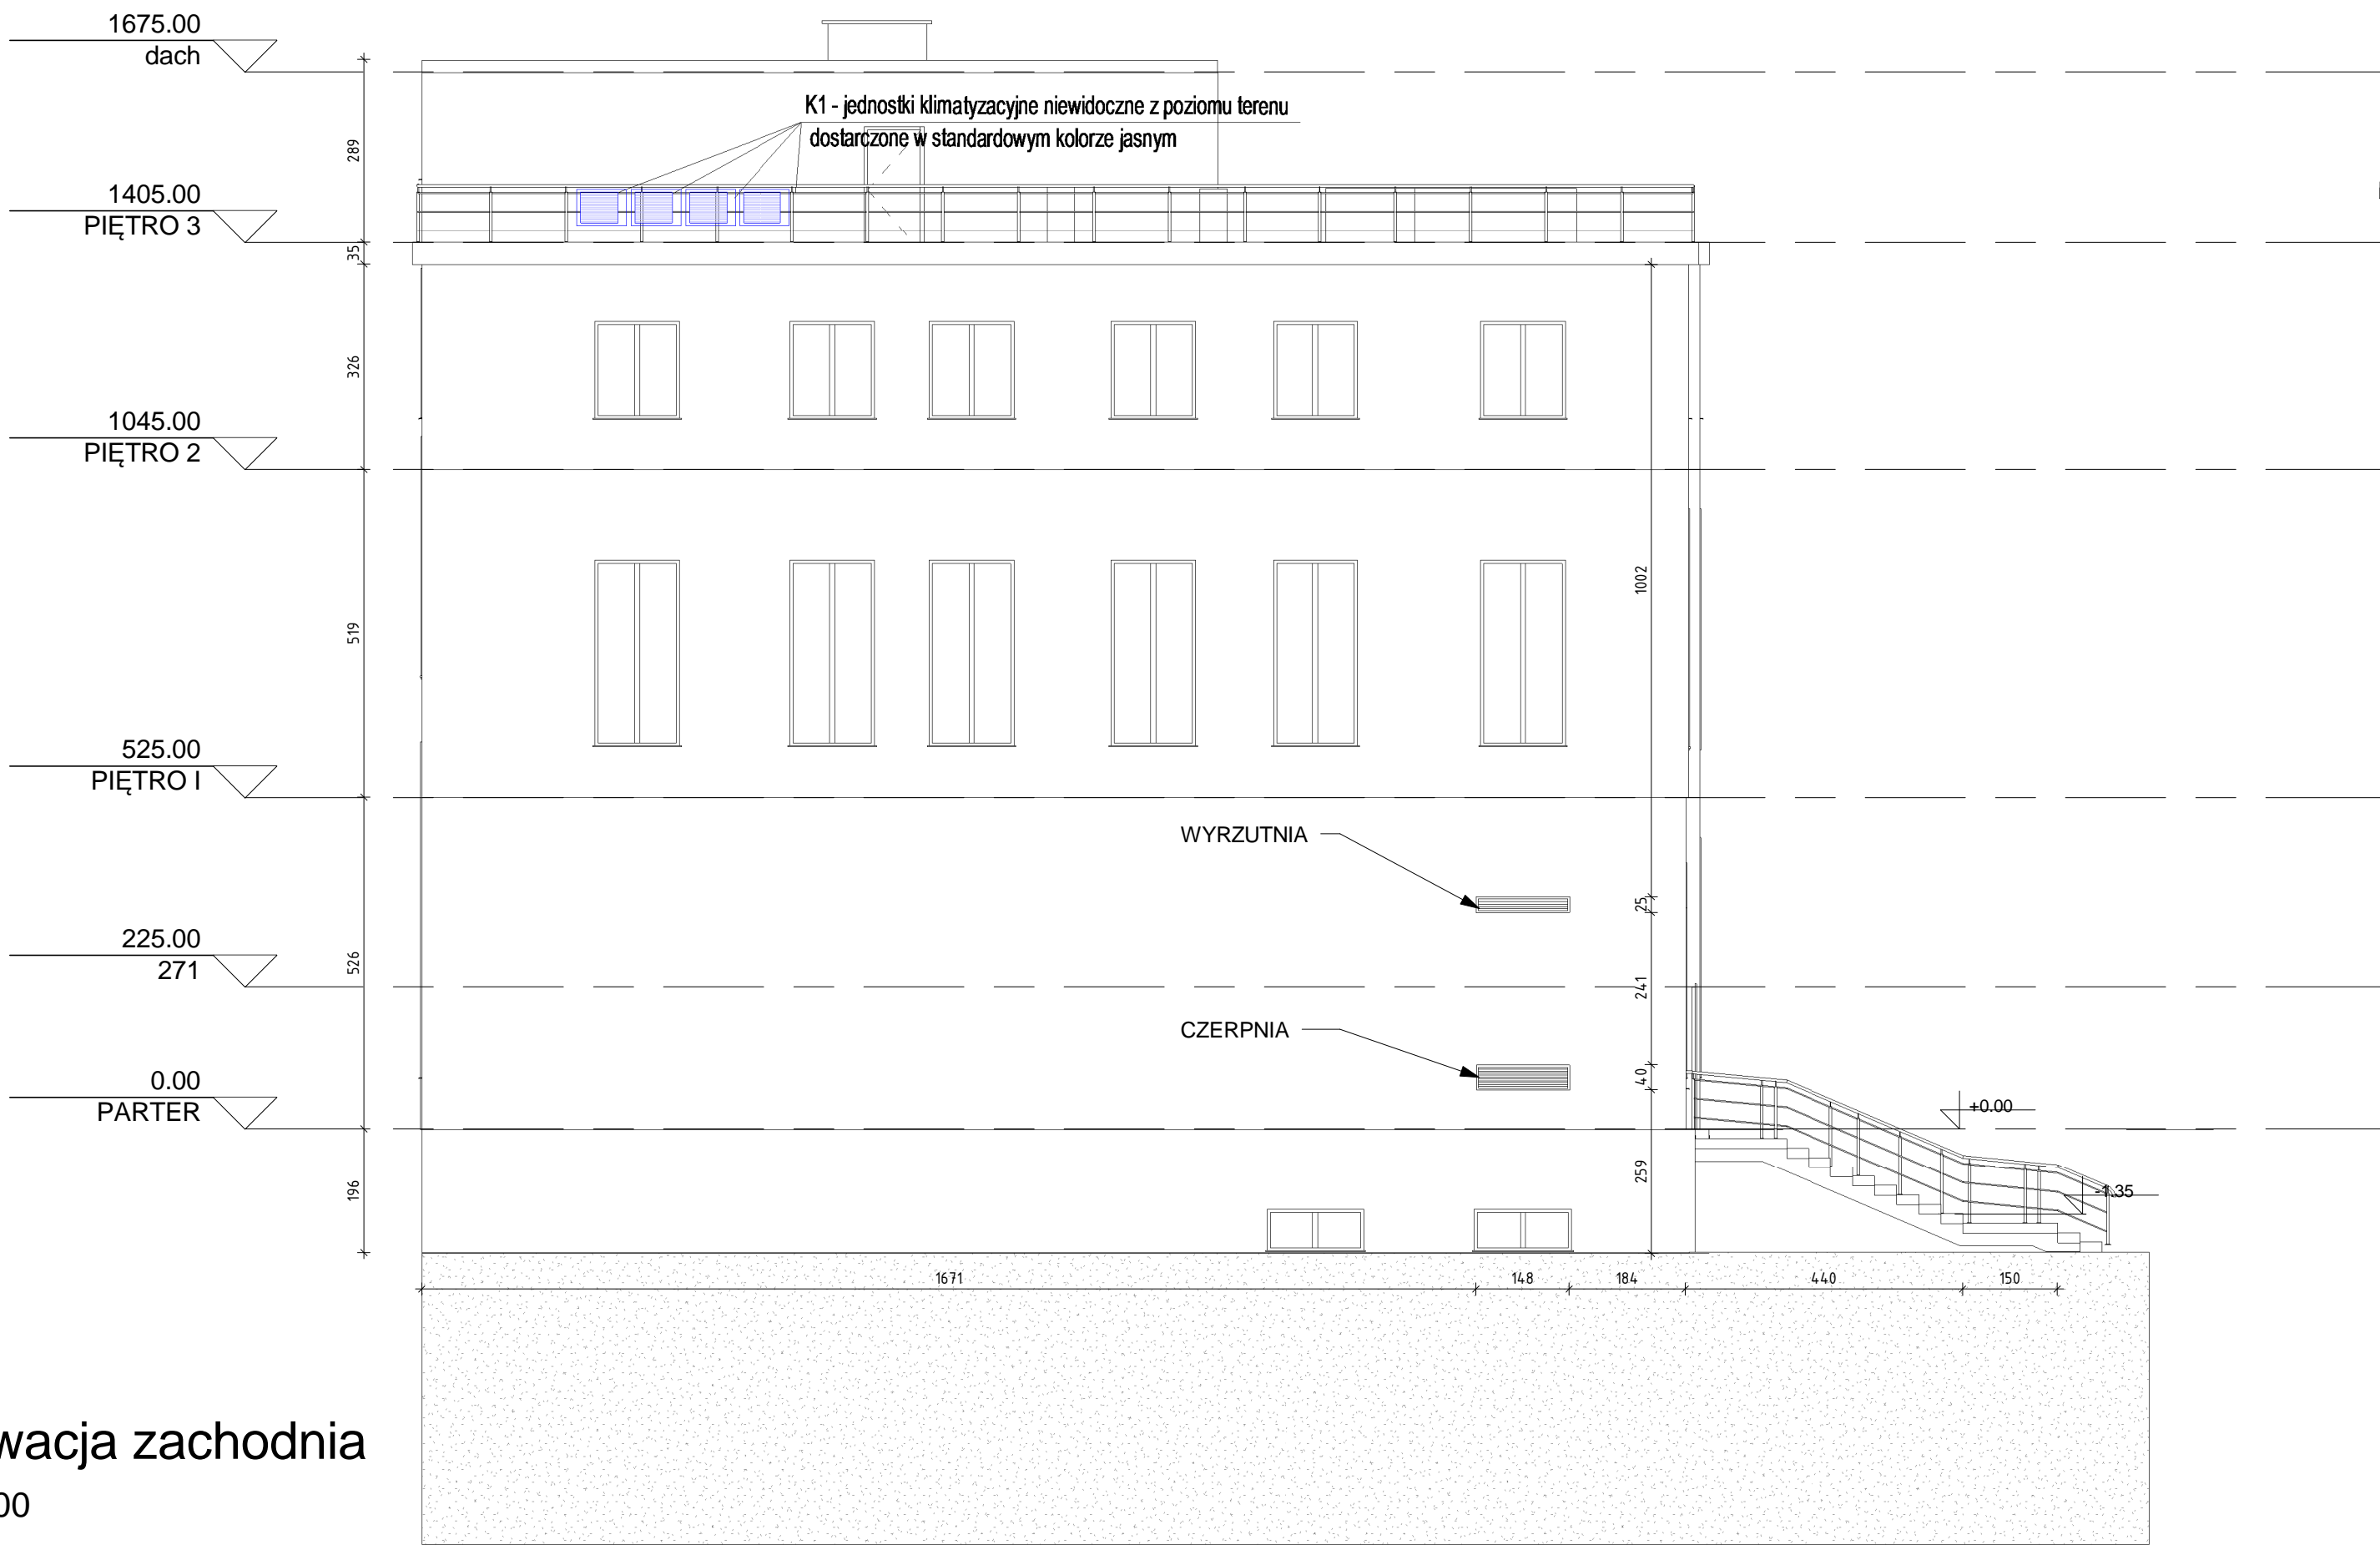 1675.00
dach
K1 - jednostki klimatyzacyjne niewidoczne z poziomu terenu
dostarczone w standardowym kolorze jasnym
289
1405.00
PIĘTRO 3
35
326
1045.00
PIĘTRO 2
1002
519
525.00
PIĘTRO I
WYRZUTNIA
25
225.00
271
526
241
CZERPNIA
40
0.00
PARTER
+0.00
259
196
-1.35
1671
148
184
440
150
wacja zachodnia
00